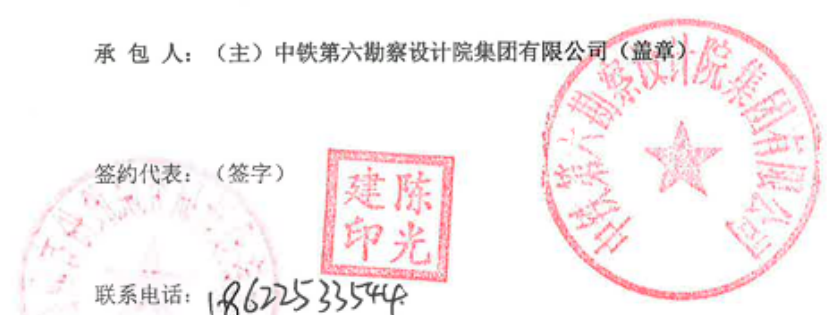 承 包 人：（主）中铁第六勘察设计院集团有限公司（盖章）
中铁第六勘察设计院集团有限公司
签约代表：（签字）
陈光
建印
联系电话：18622533544